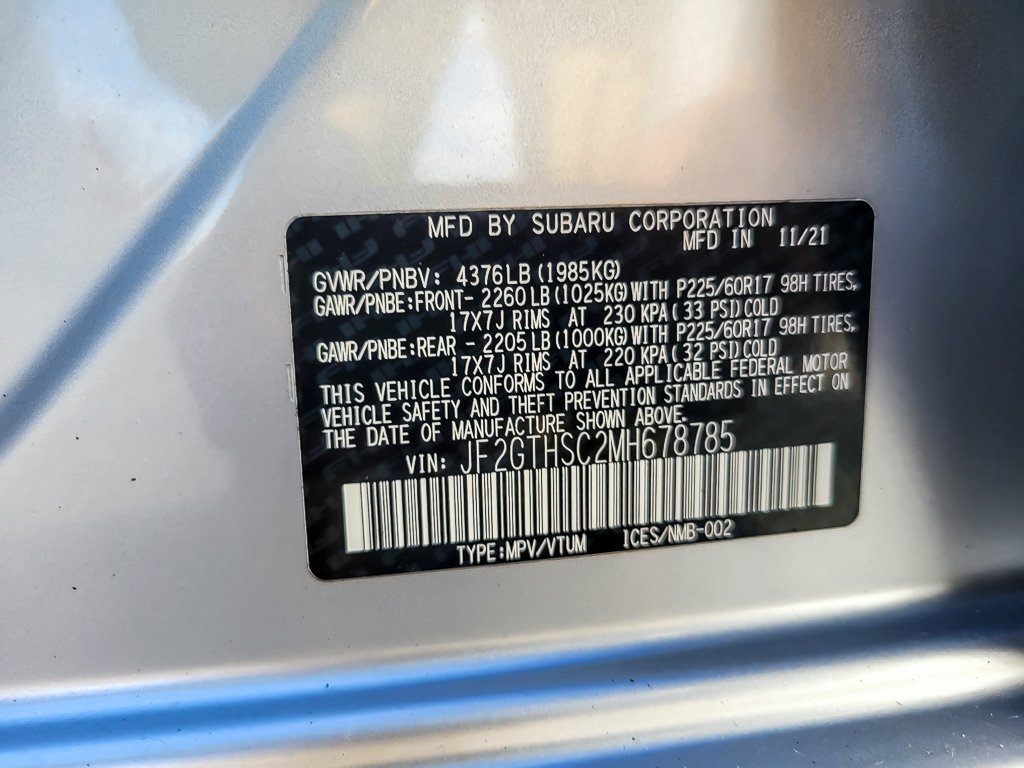 MFD BY SUBARU CORPORATION
MFD IN 11/21
GVWR/PNBV: 4376LB (1985KG)
GAWR/PNBE:FRONT- 2260LB (1025KG) WITH P225/60R17 98H TIRES,
17X7J RIMS AT 230 KPA (33 PSI) COLD
GAWR/PNBE:REAR - 2205LB (1000KG) WITH P225/60R17 98H TIRES,
17X7J RIMS AT 220 KPA (32 PSI) COLD
THIS VEHICLE CONFORMS TO ALL APPLICABLE FEDERAL MOTOR
VEHICLE SAFETY AND THEFT PREVENTION STANDARDS IN EFFECT ON
THE DATE OF MANUFACTURE SHOWN ABOVE.
VIN: JF2GTHSC2MH678785
TYPE:MPV/VTUM ICES/NMB-002